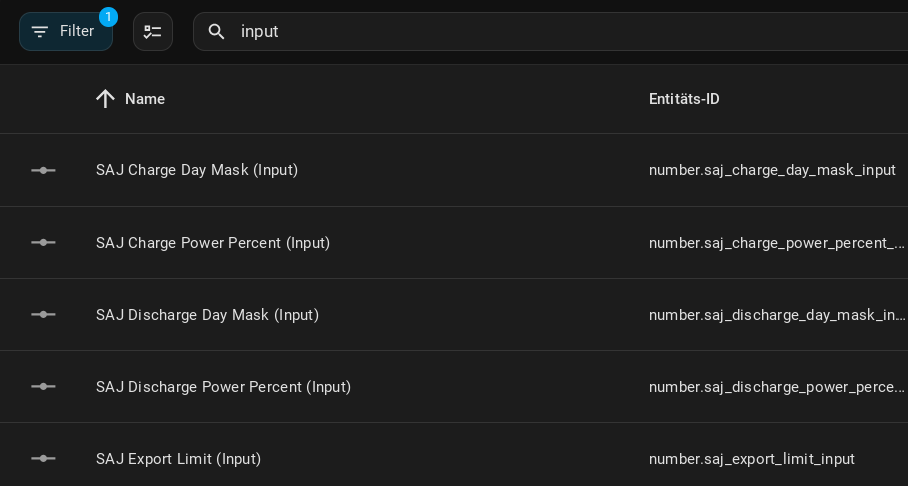 Filter 1 input
Name Entitäts-ID
SAJ Charge Day Mask (Input) number.saj_charge_day_mask_input
SAJ Charge Power Percent (Input) number.saj_charge_power_percent_...
SAJ Discharge Day Mask (Input) number.saj_discharge_day_mask_in...
SAJ Discharge Power Percent (Input) number.saj_discharge_power_perce...
SAJ Export Limit (Input) number.saj_export_limit_input